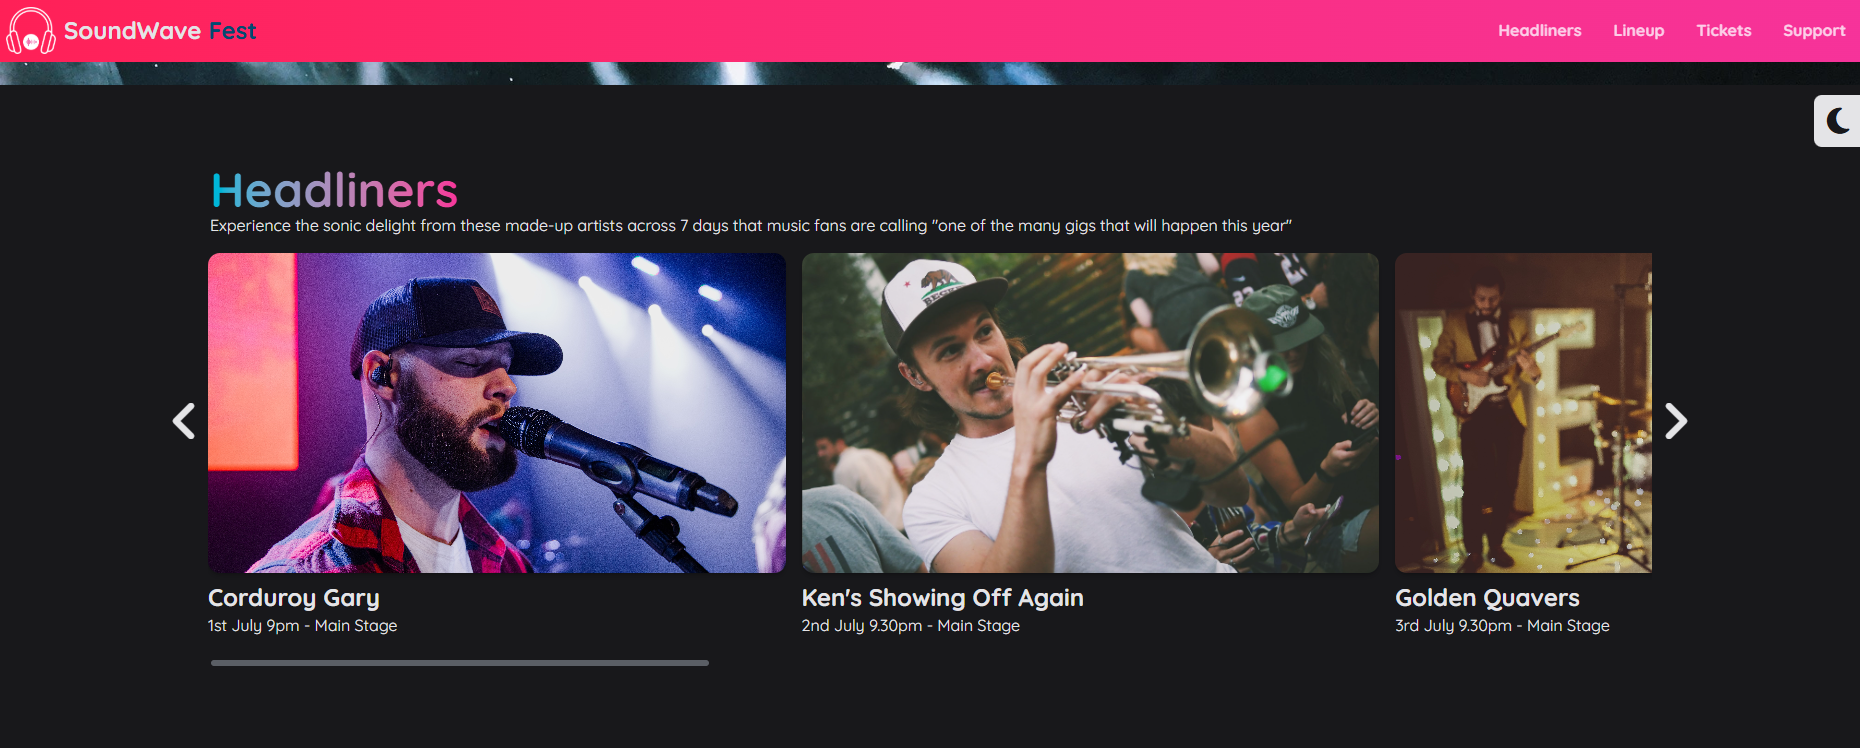 SoundWave Fest
Headliners Lineup Tickets Support
Headliners
Experience the sonic delight from these made-up artists across 7 days that music fans are calling "one of the many gigs that will happen this year"
Corduroy Gary
1st July 9pm - Main Stage
Ken's Showing Off Again
2nd July 9.30pm - Main Stage
Golden Quavers
3rd July 9.30pm - Main Stage